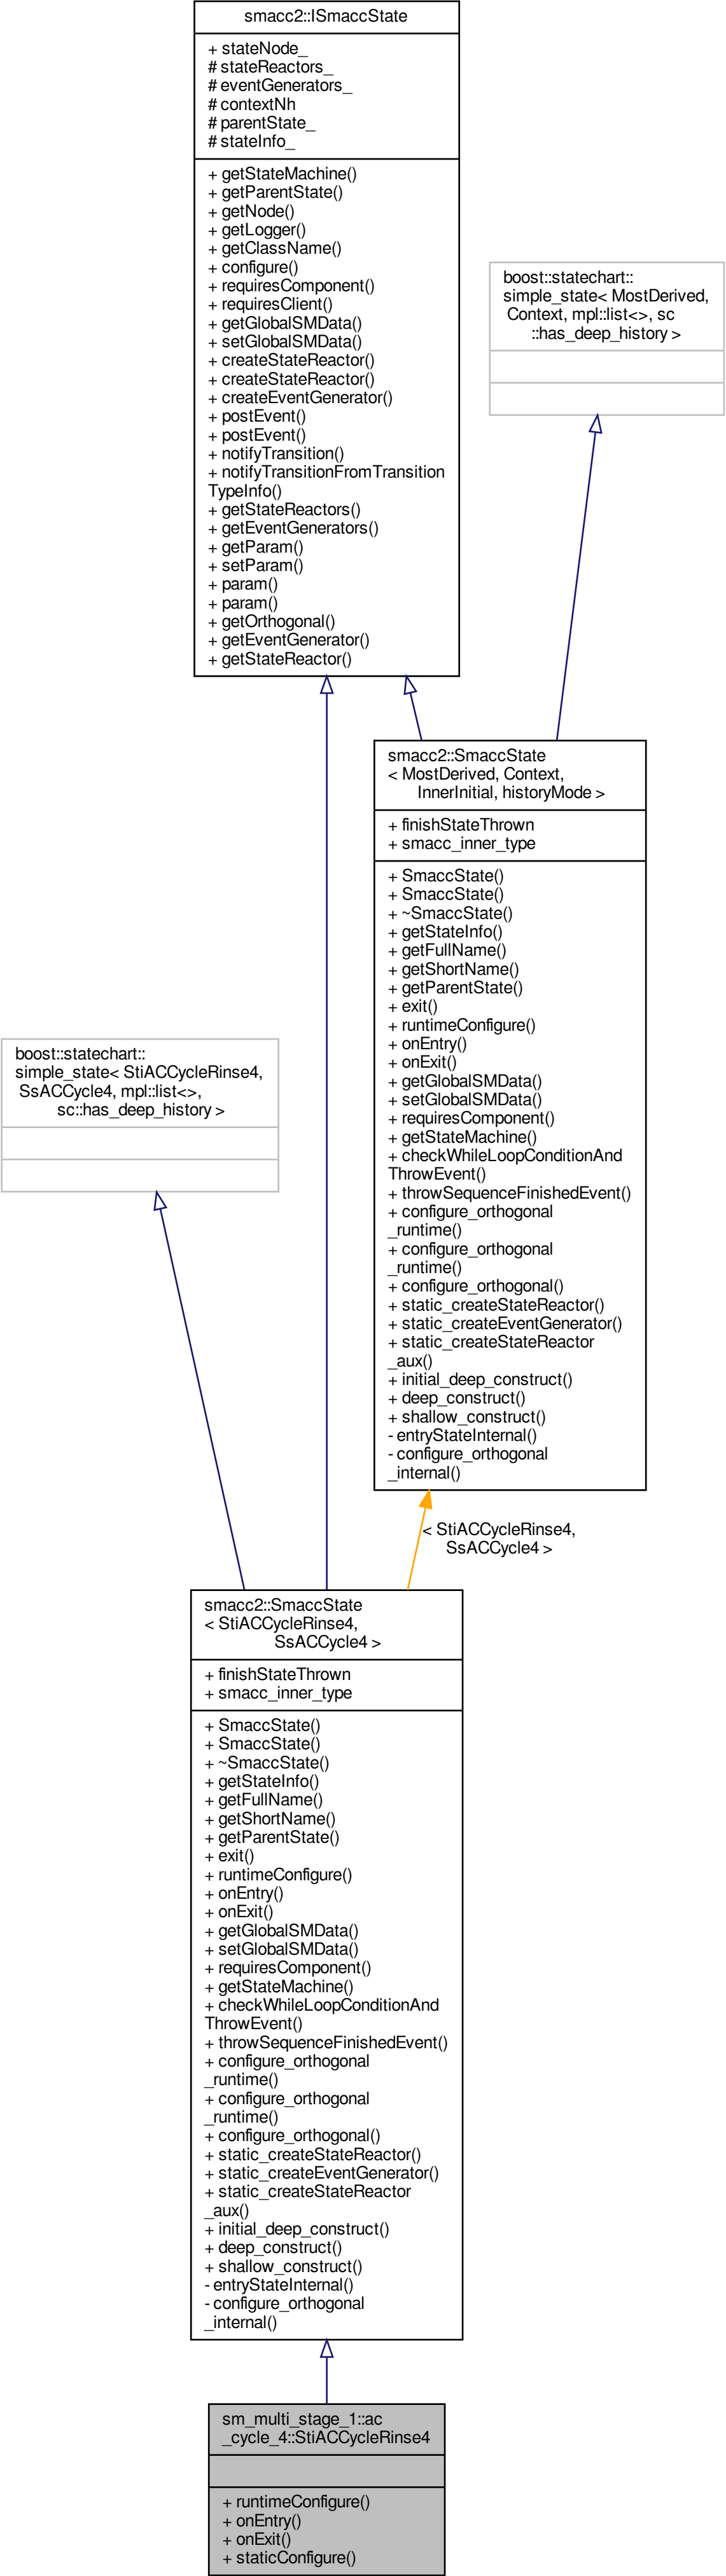 smacc2::ISmaccState
+ stateNode_
# stateReactors_
# eventGenerators_
# contextNh
# parentState_
# stateInfo_
+ getStateMachine()
+ getParentState()
+ getNode()
+ getLogger()
+ getClassName()
+ configure()
+ requiresComponent()
+ requiresClient()
+ getGlobalSMData()
+ setGlobalSMData()
+ createStateReactor()
+ createStateReactor()
+ createEventGenerator()
+ postEvent()
+ postEvent()
+ notifyTransition()
+ notifyTransitionFromTransition
TypeInfo()
+ getStateReactors()
+ getEventGenerators()
+ getParam()
+ setParam()
+ param()
+ param()
+ getOrthogonal()
+ getEventGenerator()
+ getStateReactor()
boost::statechart::
simple_state< MostDerived,
Context, mpl::list<>, sc
::has_deep_history >
smacc2::SmaccState
< MostDerived, Context,
InnerInitial, historyMode >
+ finishStateThrown
+ smacc_inner_type
+ SmaccState()
+ SmaccState()
+ ~SmaccState()
+ getStateInfo()
+ getFullName()
+ getShortName()
+ getParentState()
+ exit()
+ runtimeConfigure()
+ onEntry()
+ onExit()
+ getGlobalSMData()
+ setGlobalSMData()
+ requiresComponent()
+ getStateMachine()
+ checkWhileLoopConditionAnd
ThrowEvent()
+ throwSequenceFinishedEvent()
+ configure_orthogonal
_runtime()
+ configure_orthogonal
_runtime()
+ configure_orthogonal()
+ static_createStateReactor()
+ static_createEventGenerator()
+ static_createStateReactor
_aux()
+ initial_deep_construct()
+ deep_construct()
+ shallow_construct()
- entryStateInternal()
- configure_orthogonal
_internal()
boost::statechart::
simple_state< StiACCycleRinse4,
SsACCycle4, mpl::list<>,
sc::has_deep_history >
< StiACCycleRinse4,
SsACCycle4 >
smacc2::SmaccState
< StiACCycleRinse4,
SsACCycle4 >
+ finishStateThrown
+ smacc_inner_type
+ SmaccState()
+ SmaccState()
+ ~SmaccState()
+ getStateInfo()
+ getFullName()
+ getShortName()
+ getParentState()
+ exit()
+ runtimeConfigure()
+ onEntry()
+ onExit()
+ getGlobalSMData()
+ setGlobalSMData()
+ requiresComponent()
+ getStateMachine()
+ checkWhileLoopConditionAnd
ThrowEvent()
+ throwSequenceFinishedEvent()
+ configure_orthogonal
_runtime()
+ configure_orthogonal
_runtime()
+ configure_orthogonal()
+ static_createStateReactor()
+ static_createEventGenerator()
+ static_createStateReactor
_aux()
+ initial_deep_construct()
+ deep_construct()
+ shallow_construct()
- entryStateInternal()
- configure_orthogonal
_internal()
sm_multi_stage_1::ac
_cycle_4::StiACCycleRinse4
+ runtimeConfigure()
+ onEntry()
+ onExit()
+ staticConfigure()